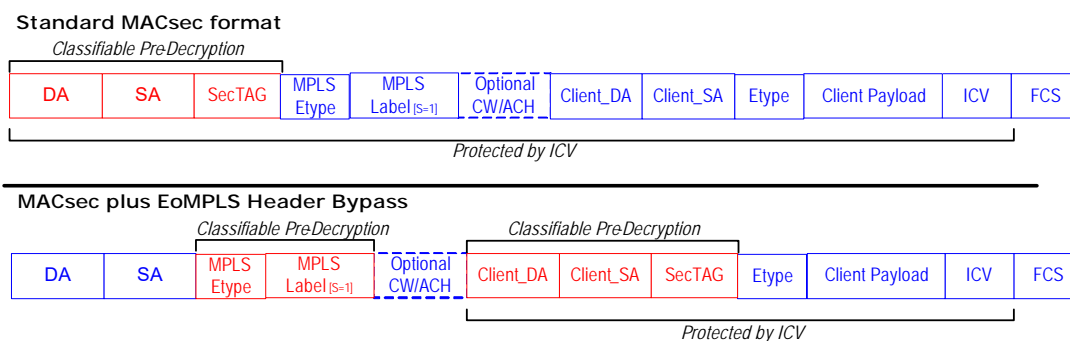 Standard MACsec format
Classifiable Pre-Decryption
DA SA SecTAG MPLS Etype MPLS Label [S=1] Optional CW/ACH Client_DA Client_SA Etype Client Payload ICV FCS
Protected by ICV
MACsec plus EoMPLS Header Bypass
Classifiable Pre-Decryption Classifiable Pre-Decryption
DA SA MPLS Etype MPLS Label [S=1] Optional CW/ACH Client_DA Client_SA SecTAG Etype Client Payload ICV FCS
Protected by ICV